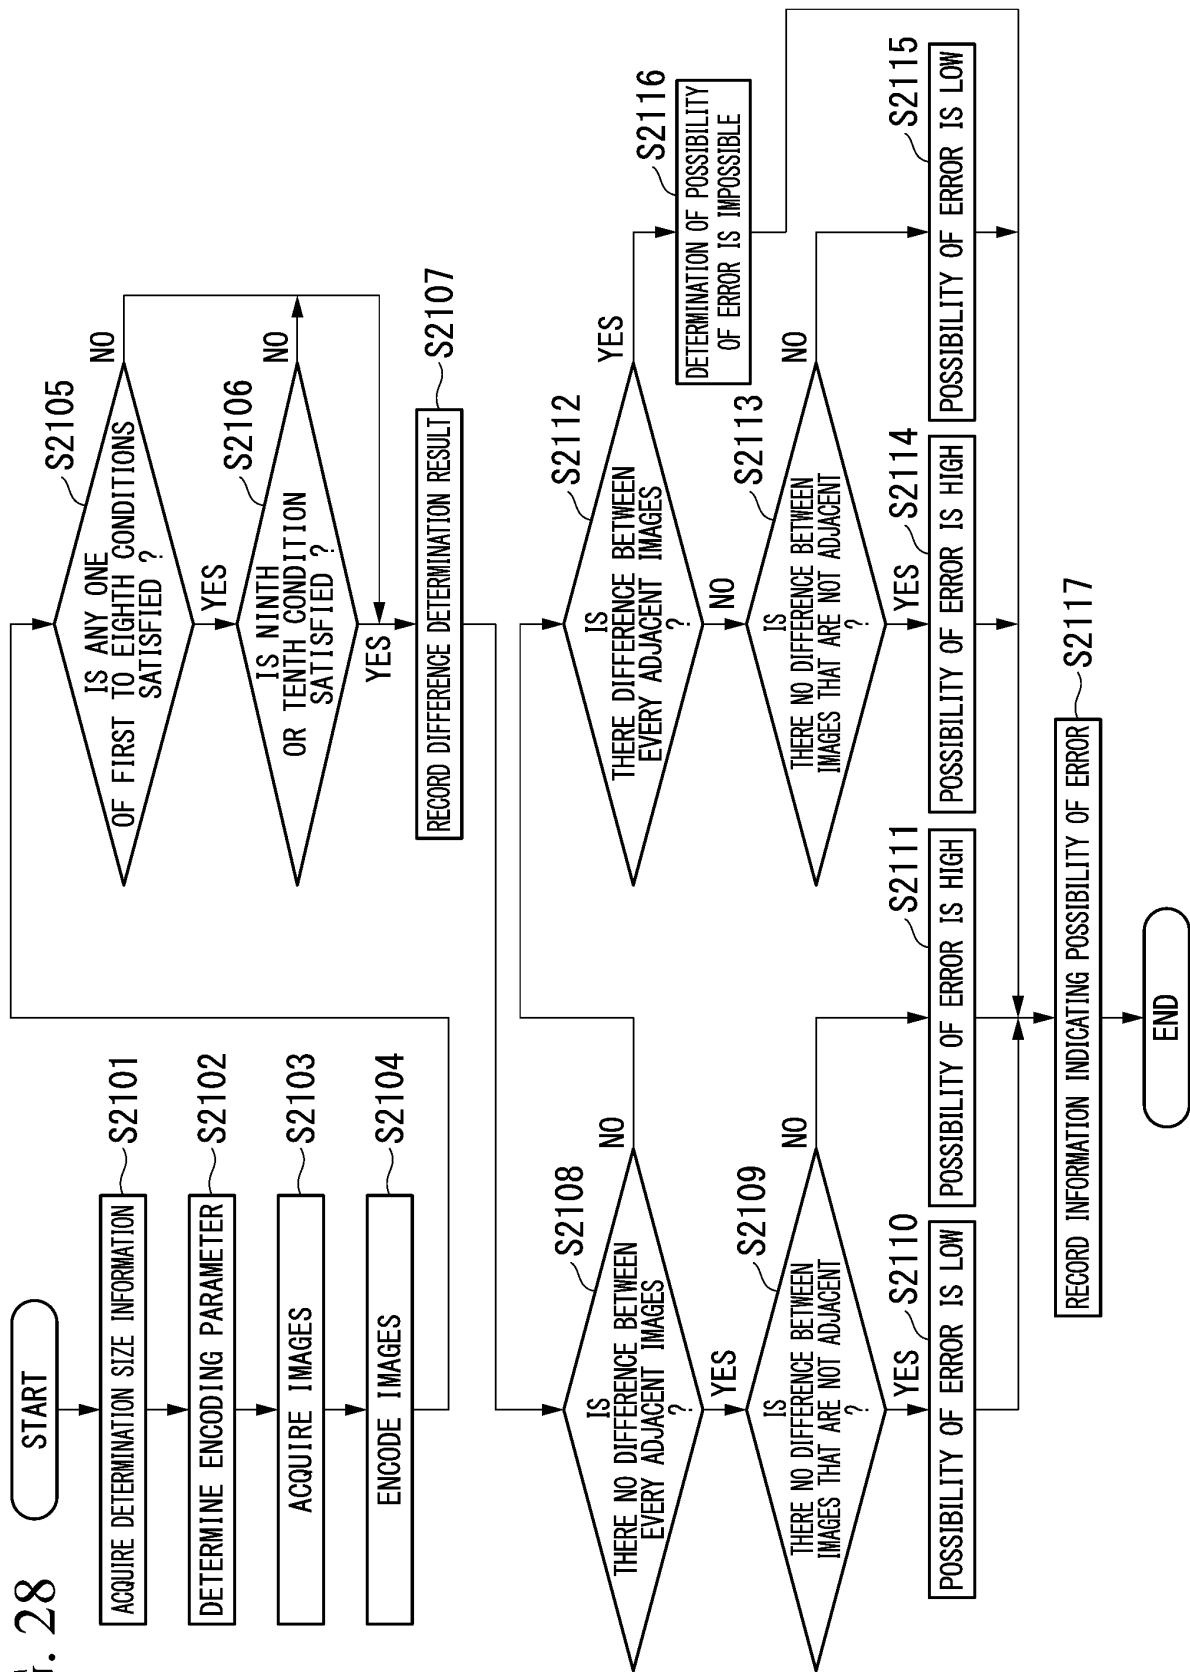 . 28
START
ACQUIRE DETERMINATION SIZE INFORMATION
S2101
DETERMINE ENCODING PARAMETER
S2102
ACQUIRE IMAGES
S2103
ENCODE IMAGES
S2104
IS ANY ONE
OF FIRST TO EIGHTH CONDITIONS
SATISFIED ?
S2105
NO
YES
IS NINTH
OR TENTH CONDITION
SATISFIED ?
S2106
NO
YES
RECORD DIFFERENCE DETERMINATION RESULT
S2107
IS
THERE NO DIFFERENCE BETWEEN
EVERY ADJACENT IMAGES
?
S2108
NO
YES
IS
THERE NO DIFFERENCE BETWEEN
IMAGES THAT ARE NOT ADJACENT
?
S2109
NO
YES
POSSIBILITY OF ERROR IS LOW
S2110
POSSIBILITY OF ERROR IS HIGH
S2111
IS
THERE DIFFERENCE BETWEEN
EVERY ADJACENT IMAGES
?
S2112
YES
NO
DETERMINATION OF POSSIBILITY
OF ERROR IS IMPOSSIBLE
S2116
IS
THERE NO DIFFERENCE BETWEEN
IMAGES THAT ARE NOT ADJACENT
?
S2113
NO
YES
POSSIBILITY OF ERROR IS HIGH
S2114
POSSIBILITY OF ERROR IS LOW
S2115
RECORD INFORMATION INDICATING POSSIBILITY OF ERROR
S2117
END